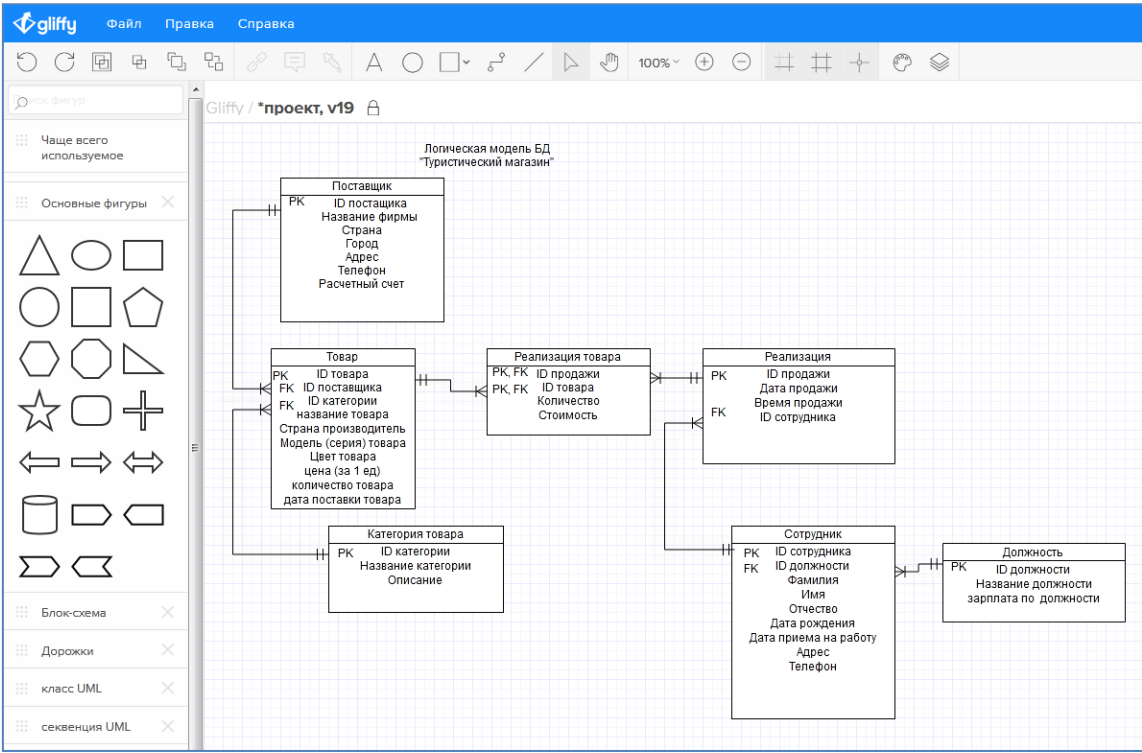 gliffy Файл Правка Справка
100%
Поиск фигур
Gliffy / *проект, v19
Чаще всего
используемое
Основные фигуры
Блок-схема
Дорожки
класс UML
секвенция UML
Логическая модель БД
"Туристический магазин"
Поставщик
PK ID постащика
Название фирмы
Страна
Город
Адрес
Телефон
Расчетный счет
Товар
PK ID товара
FK ID поставщика
FK ID категории
название товара
Страна производитель
Модель (серия) товара
Цвет товара
цена (за 1 ед)
количество товара
дата поставки товара
Реализация товара
PK, FK ID продажи
PK, FK ID товара
Количество
Стоимость
Реализация
PK ID продажи
Дата продажи
Время продажи
FK ID сотрудника
Категория товара
PK ID категории
Название категории
Описание
Сотрудник
PK ID сотрудника
FK ID должности
Фамилия
Имя
Отчество
Дата рождения
Дата приема на работу
Адрес
Телефон
Должность
PK ID должности
Название должности
зарплата по должности